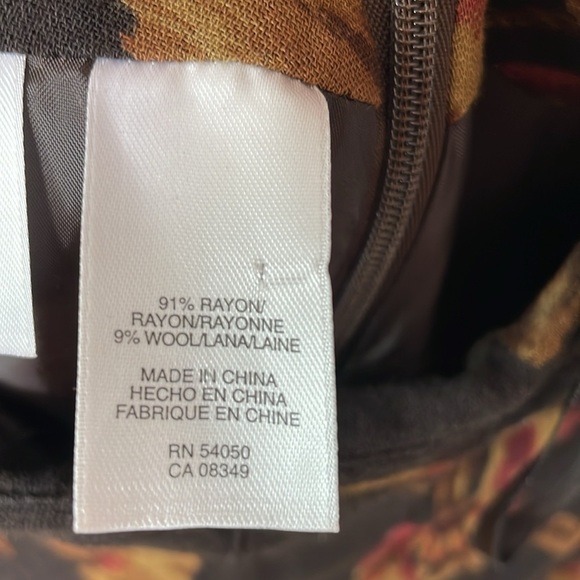 91% RAYON/
RAYON/RAYONNE
9% WOOL/LANA/LAINE
MADE IN CHINA
HECHO EN CHINA
FABRIQUE EN CHINE
RN 54050
CA 08349